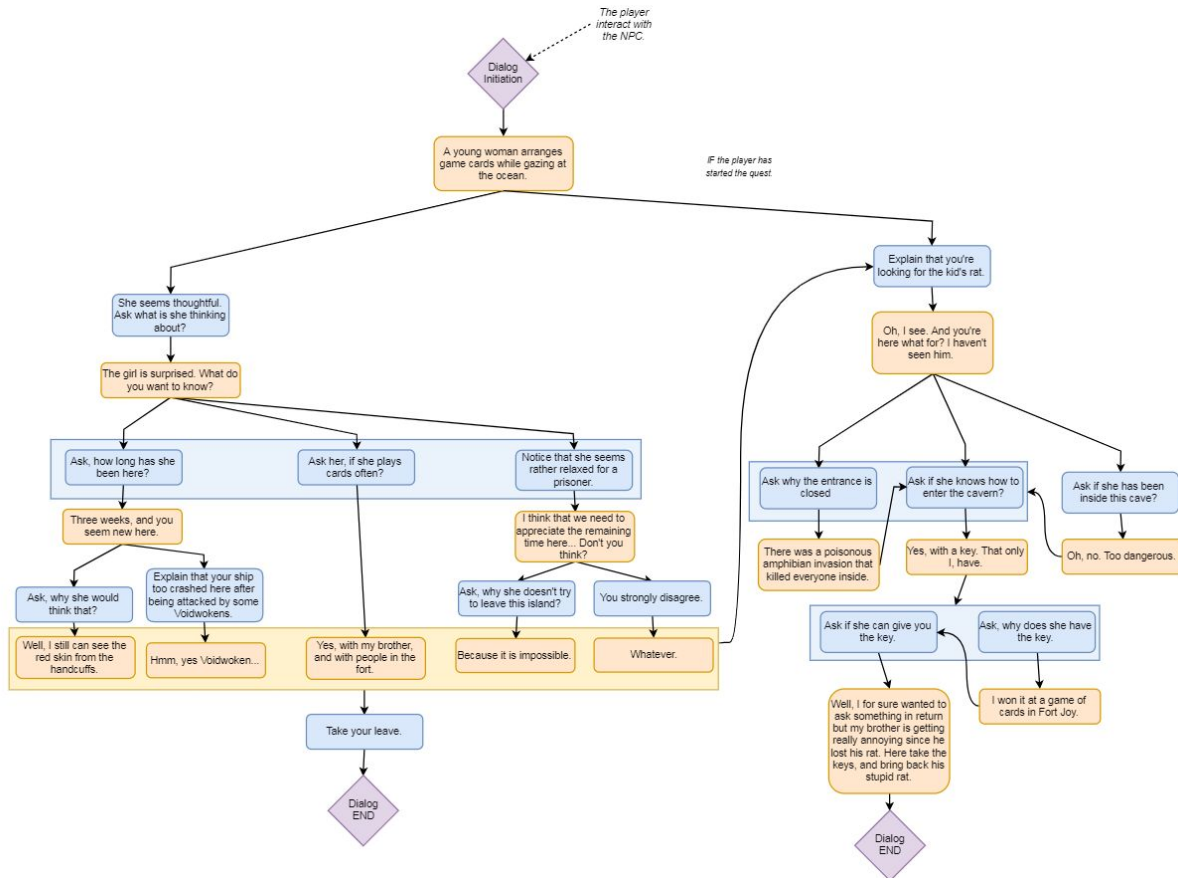 The player
interact with
the NPC.
Dialog
Initiation
A young woman arranges
game cards while gazing at
the ocean.
IF the player has
started the quest.
Explain that you're
looking for the kid's rat.
She seems thoughtful.
Ask what is she thinking
about?
Oh, I see. And you're
here what for? I haven't
seen him.
The girl is surprised. What do
you want to know?
Ask, how long has she
been here?
Ask her, if she plays
cards often?
Notice that she seems
rather relaxed for a
prisoner.
Ask why the entrance is
closed
Ask if she knows how to
enter the cavern?
Ask if she has been
inside this cave?
Three weeks, and you
seem new here.
I think that we need to
appreciate the remaining
time here... Don't you
think?
There was a poisonous
amphibian invasion that
killed everyone inside.
Yes, with a key. That only
I, have.
Oh, no. Too dangerous.
Ask, why she would
think that?
Explain that your ship
too crashed here after
being attacked by some
Voidwokens.
Ask, why she doesn't try
to leave this island?
You strongly disagree.
Ask if she can give you
the key.
Ask, why does she have
the key.
Well, I still can see the
red skin from the
handcuffs.
Hmm, yes Voidwoken...
Yes, with my brother,
and with people in the
fort.
Because it is impossible.
Whatever.
I won it at a game of
cards in Fort Joy.
Take your leave.
Well, I for sure wanted to
ask something in return
but my brother is getting
really annoying since he
lost his rat. Here take the
keys, and bring back his
stupid rat.
Dialog
END
Dialog
END